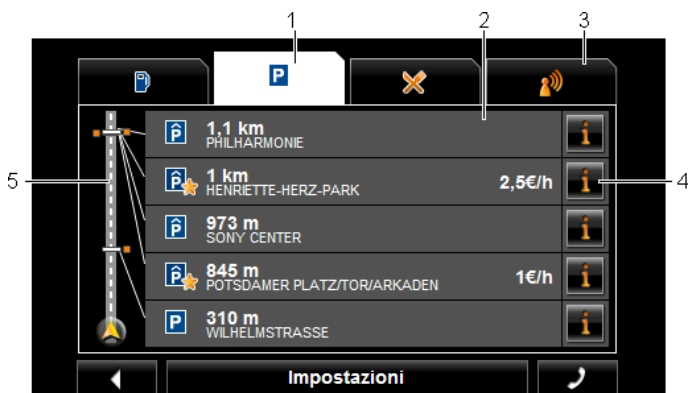 1 2 3
P
P 1,1 km
PHILHARMONIE
i
5
P 1 km
HENRIETTE-HERZ-PARK
2,5€/h
i
4
P 973 m
SONY CENTER
i
P 845 m
POTSDAMER PLATZ/TOR/ARKADEN
1€/h
i
P 310 m
WILHELMSTRASSE
i
Impostazioni